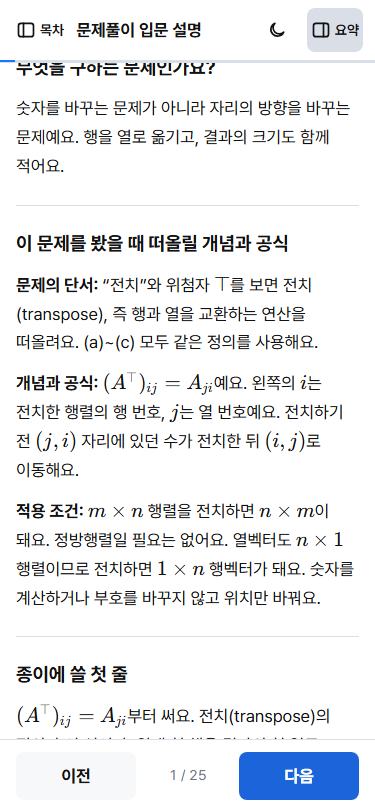 목차 문제풀이 입문 설명 요약
무엇을 구하는 문제인가요?
숫자를 바꾸는 문제가 아니라 자리의 방향을 바꾸는
문제예요. 행을 열로 옮기고, 결과의 크기도 함께
적어요.
이 문제를 봤을 때 떠올릴 개념과 공식
문제의 단서: “전치”와 위첨자 ⊤를 보면 전치
(transpose), 즉 행과 열을 교환하는 연산을
떠올려요. (a)~(c) 모두 같은 정의를 사용해요.
개념과 공식: (A⊤)ij = Aji예요. 왼쪽의 i는
전치한 행렬의 행 번호, j는 열 번호예요. 전치하기
전 (j, i) 자리에 있던 수가 전치한 뒤 (i, j)로
이동해요.
적용 조건: m × n 행렬을 전치하면 n × m이
돼요. 정방행렬일 필요는 없어요. 열벡터도 n × 1
행렬이므로 전치하면 1 × n 행벡터가 돼요. 숫자를
계산하거나 부호를 바꾸지 않고 위치만 바꿔요.
종이에 쓸 첫 줄
(A⊤)ij = Aji부터 써요. 전치(transpose)의
이전 1 / 25 다음